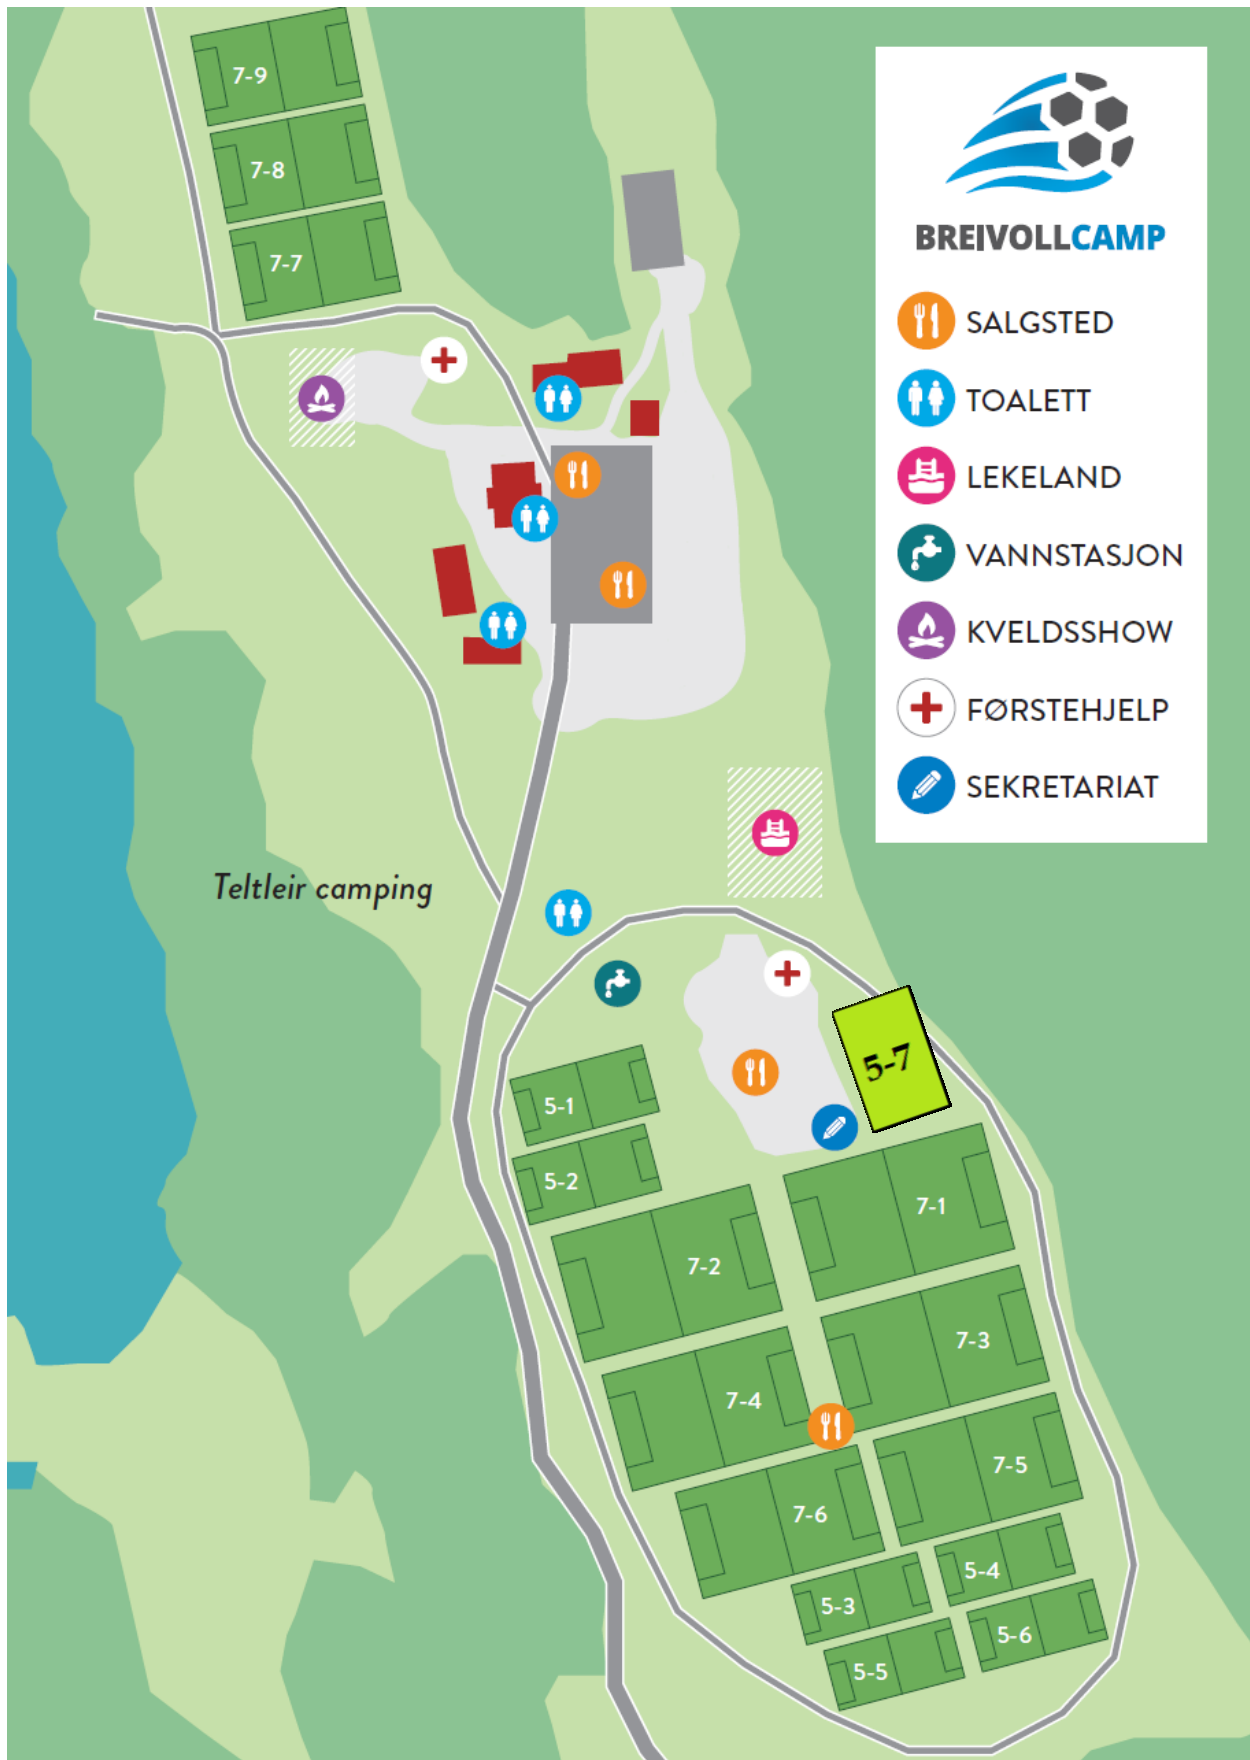 7-9
7-8
7-7
BREIVOLLCAMP
SALGSTED
TOALETT
LEKELAND
VANNSTASJON
KVELDSSHOW
FØRSTEHJELP
SEKRETARIAT
Teltleir camping
5-7
5-1
5-2
7-1
7-2
7-3
7-4
7-5
7-6
5-4
5-3
5-6
5-5